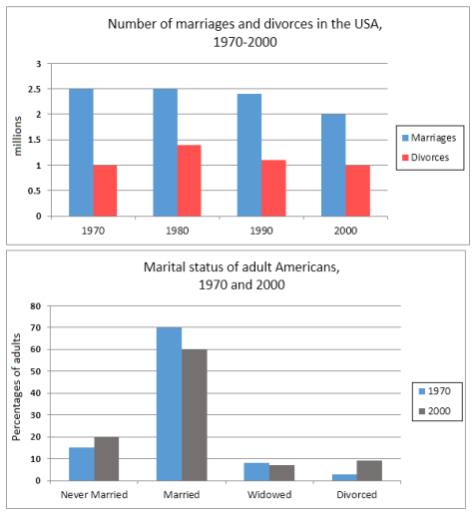 Number of marriages and divorces in the USA,
1970-2000
millions
3
2.5
2
1.5
1
0.5
0
1970 1980 1990 2000
Marriages
Divorces
Marital status of adult Americans,
1970 and 2000
Percentages of adults
80
70
60
50
40
30
20
10
0
Never Married Married Widowed Divorced
1970
2000